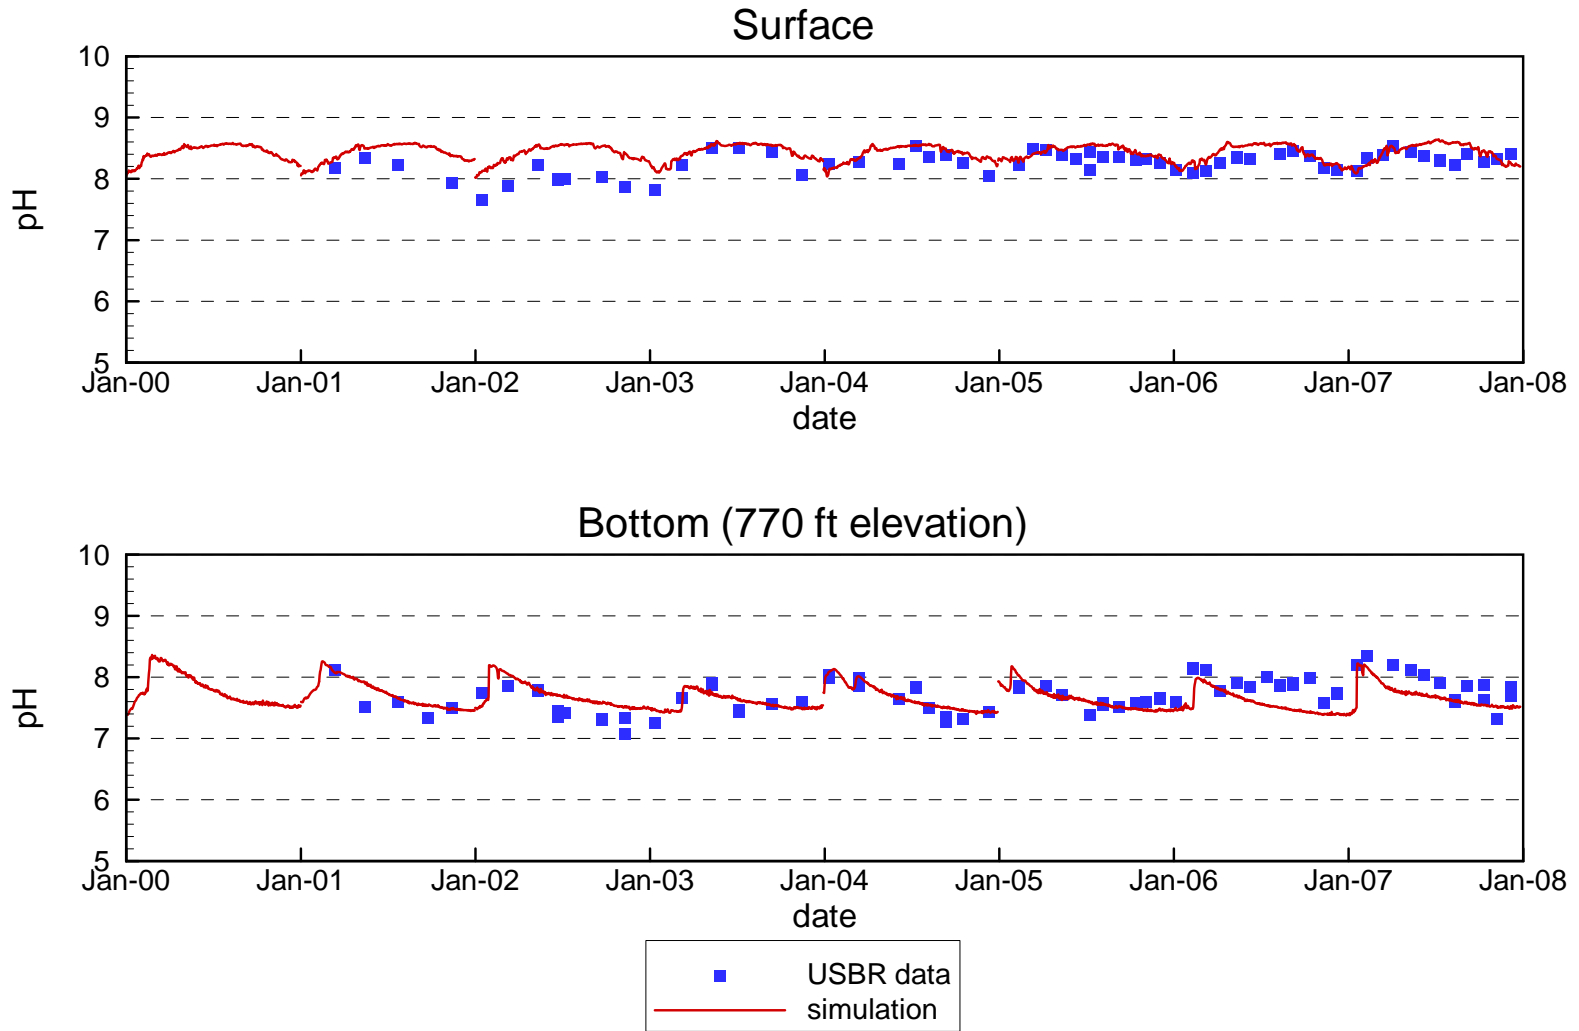 Surface
10
9
8
7
6
5
pH
Jan-00 Jan-01 Jan-02 Jan-03 Jan-04 Jan-05 Jan-06 Jan-07 Jan-08
date
Bottom (770 ft elevation)
10
9
8
7
6
5
pH
Jan-00 Jan-01 Jan-02 Jan-03 Jan-04 Jan-05 Jan-06 Jan-07 Jan-08
date
USBR data
simulation